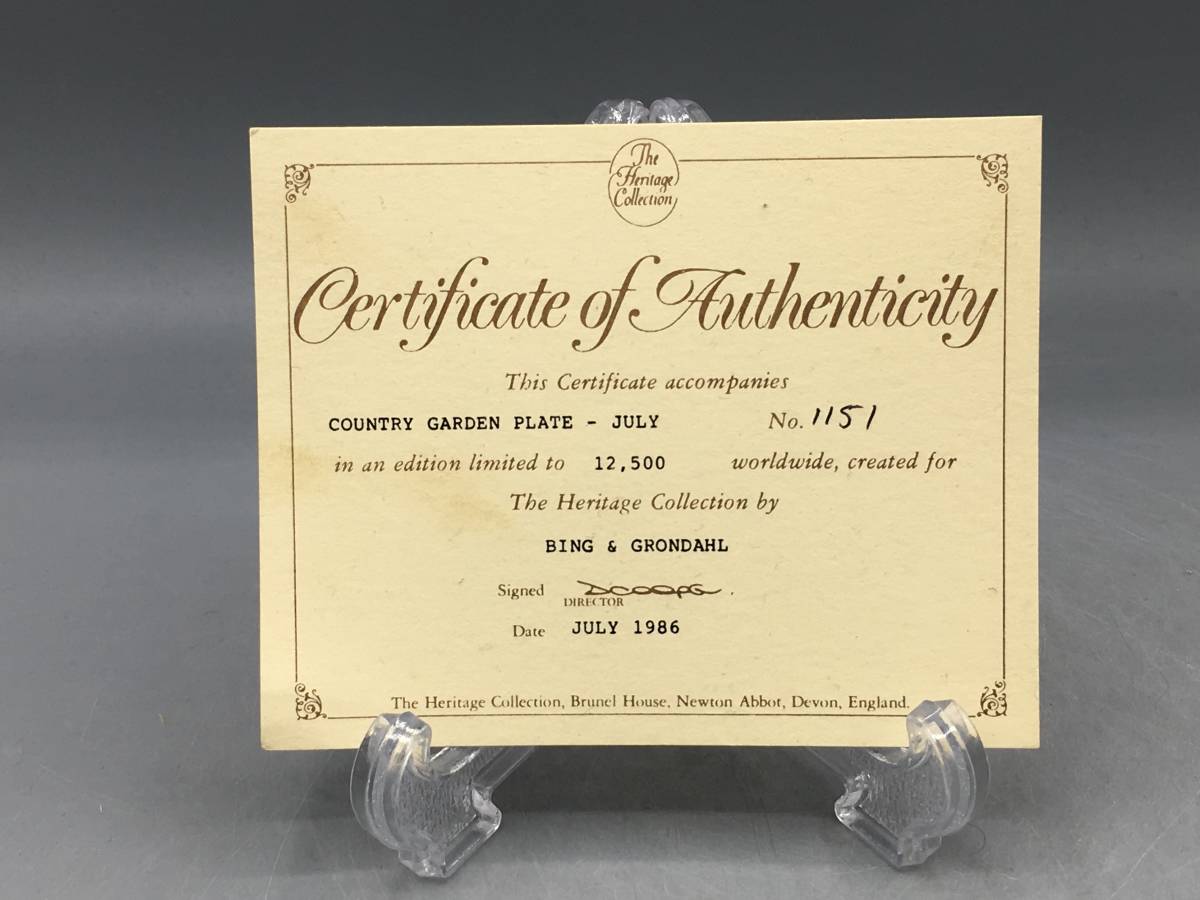 The
Heritage
Collection
Certificate of Authenticity
This Certificate accompanies
COUNTRY GARDEN PLATE - JULY No. 1151
in an edition limited to 12,500 worldwide, created for
The Heritage Collection by
BING & GRONDAHL
Signed
DIRECTOR
Date JULY 1986
The Heritage Collection, Brunel House, Newton Abbot, Devon, England.